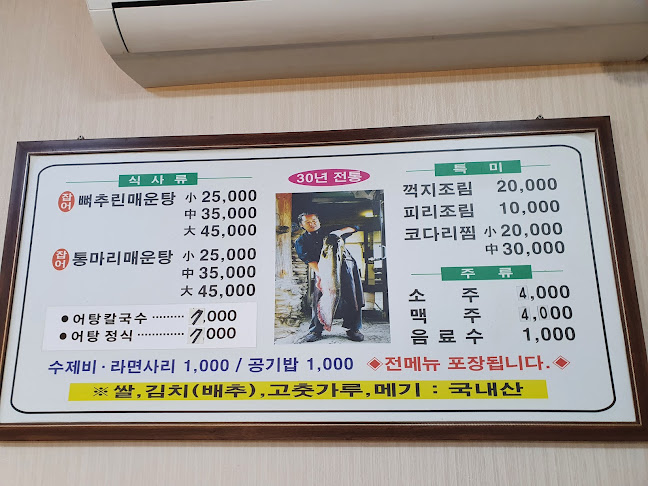 식사류
잡어 뼈추린매운탕 小 25,000
中 35,000
大 45,000
잡어 통마리매운탕 小 25,000
中 35,000
大 45,000
• 어탕칼국수 ········· 7,000
• 어탕 정식 ············ 7,000
30년 전통
특 미
꺽지조림 20,000
피리조림 10,000
코다리찜 小 20,000
中 30,000
주 류
소 주 4,000
맥 주 4,000
음료수 1,000
수제비·라면사리 1,000 / 공기밥 1,000 ◈전메뉴 포장됩니다.◈
※쌀,김치(배추),고춧가루,메기 : 국내산